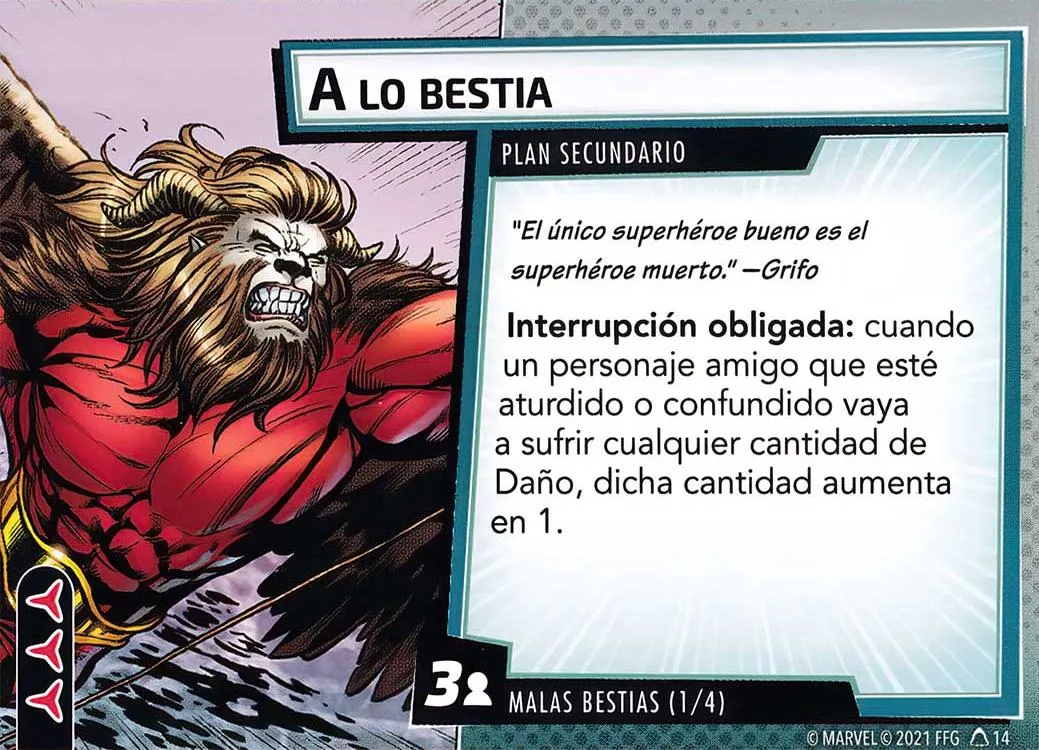 A LO BESTIA
PLAN SECUNDARIO
"El único superhéroe bueno es el
superhéroe muerto." —Grifo
Interrupción obligada: cuando
un personaje amigo que esté
aturdido o confundido vaya
a sufrir cualquier cantidad de
Daño, dicha cantidad aumenta
en 1.
3
MALAS BESTIAS (1/4)
© MARVEL © 2021 FFG 14